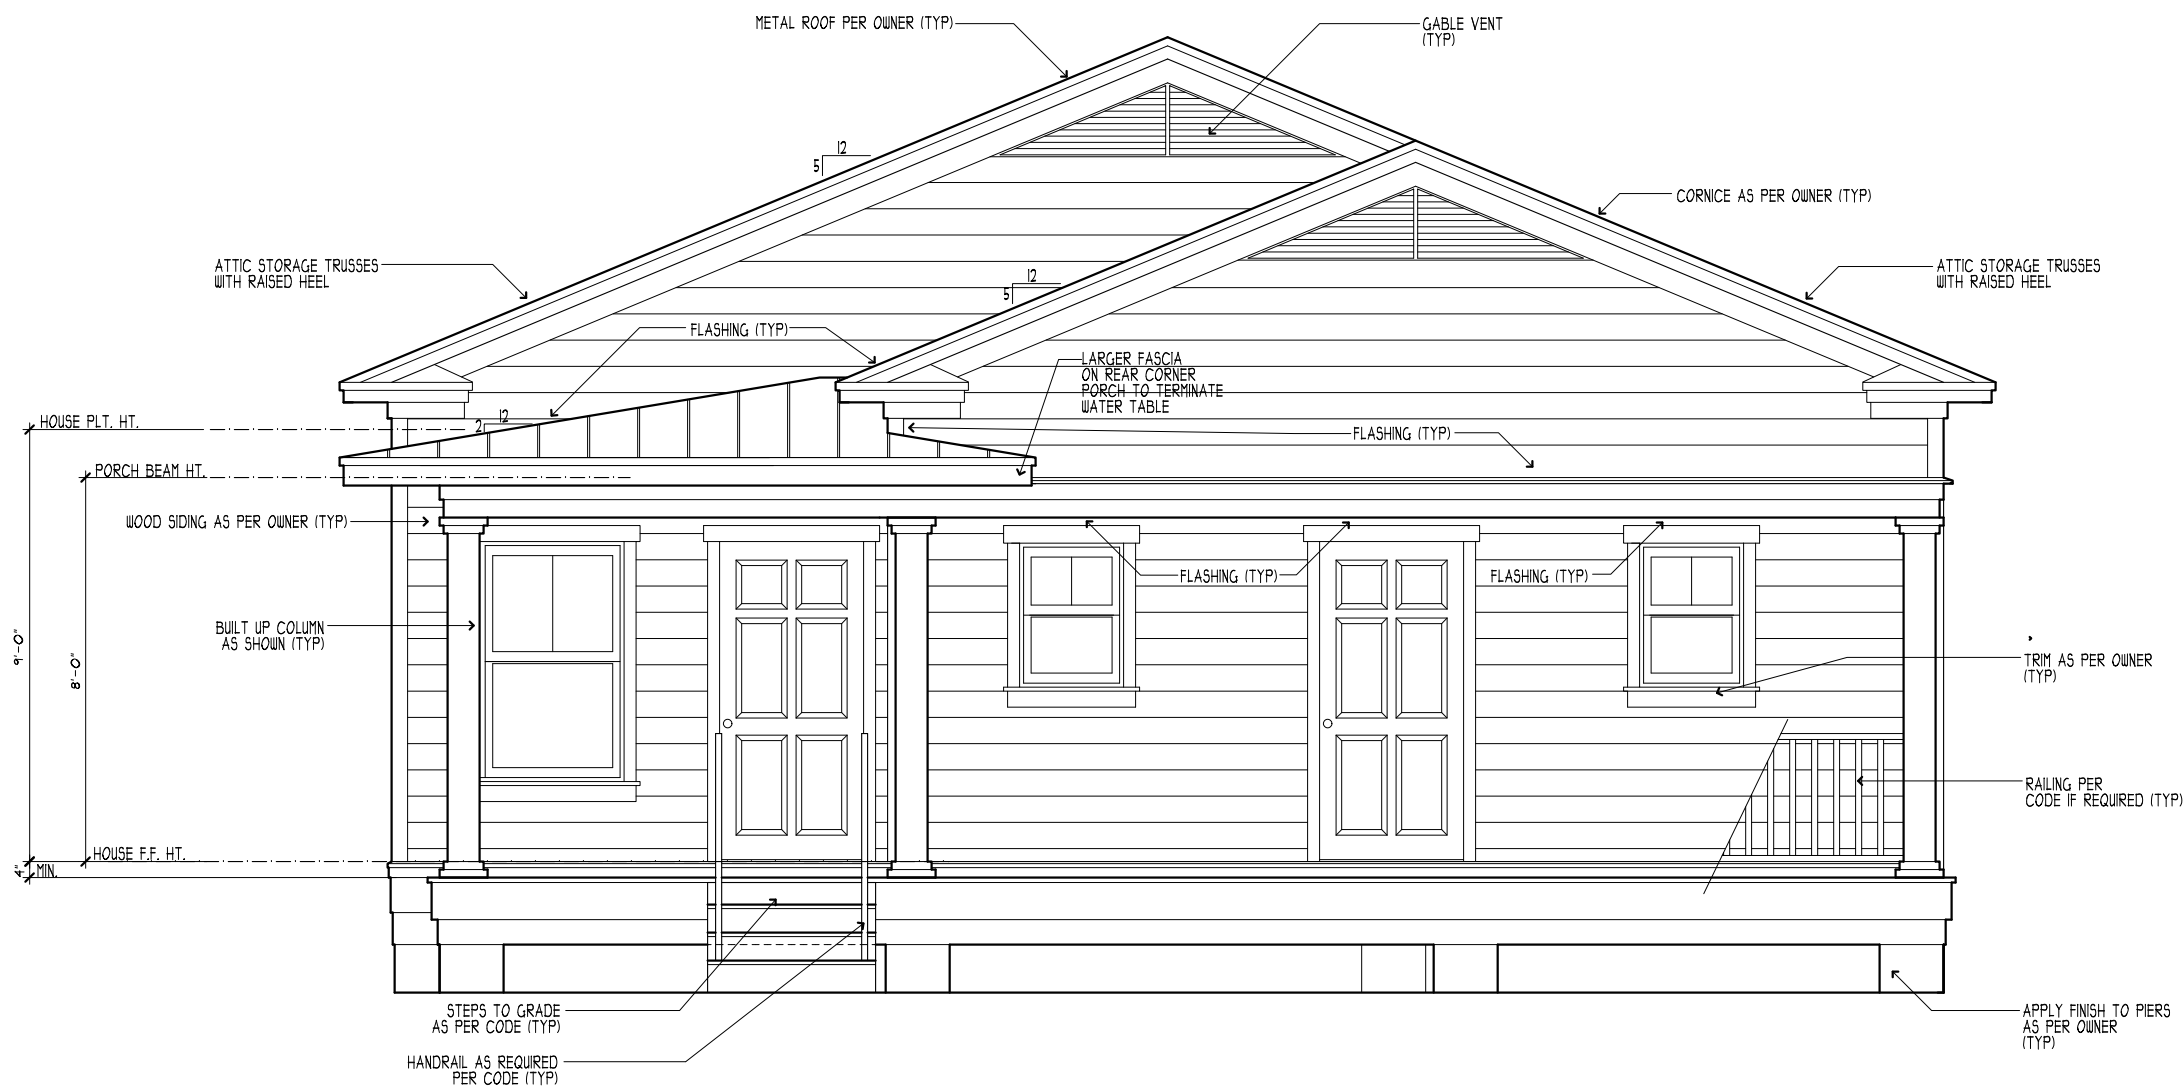 METAL ROOF PER OWNER (TYP)
GABLE VENT
(TYP)
12
5
CORNICE AS PER OWNER (TYP)
ATTIC STORAGE TRUSSES
WITH RAISED HEEL
12
5
ATTIC STORAGE TRUSSES
WITH RAISED HEEL
FLASHING (TYP)
LARGER FASCIA
ON REAR CORNER
PORCH TO TERMINATE
WATER TABLE
HOUSE PLT. HT.
12
2
FLASHING (TYP)
PORCH BEAM HT.
WOOD SIDING AS PER OWNER (TYP)
FLASHING (TYP)
FLASHING (TYP)
BUILT UP COLUMN
AS SHOWN (TYP)
9'-0"
8'-0"
TRIM AS PER OWNER
(TYP)
RAILING PER
CODE IF REQUIRED (TYP)
HOUSE F.F. HT.
4"
MIN.
STEPS TO GRADE
AS PER CODE (TYP)
APPLY FINISH TO PIERS
AS PER OWNER
(TYP)
HANDRAIL AS REQUIRED
PER CODE (TYP)